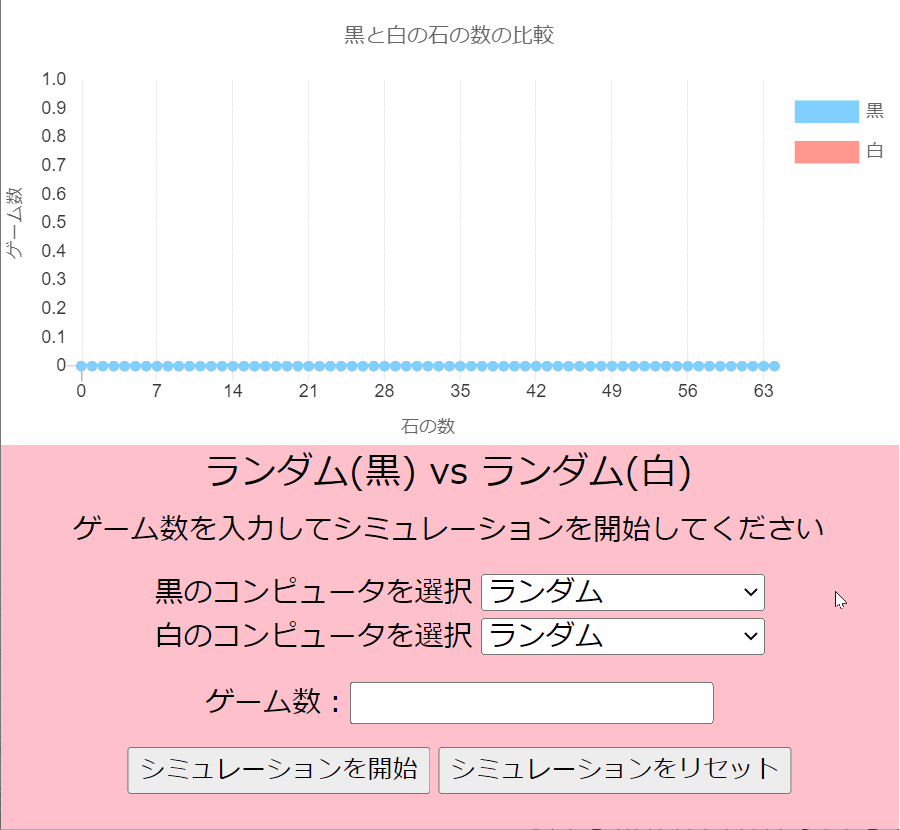 黒と白の石の数の比較
1.0
0.9
0.8
0.7
0.6
0.5
0.4
0.3
0.2
0.1
0
ゲーム数
0 7 14 21 28 35 42 49 56 63
石の数
黒
白
ランダム(黒) vs ランダム(白)
ゲーム数を入力してシミュレーションを開始してください
黒のコンピュータを選択 ランダム
白のコンピュータを選択 ランダム
ゲーム数：
シミュレーションを開始 シミュレーションをリセット